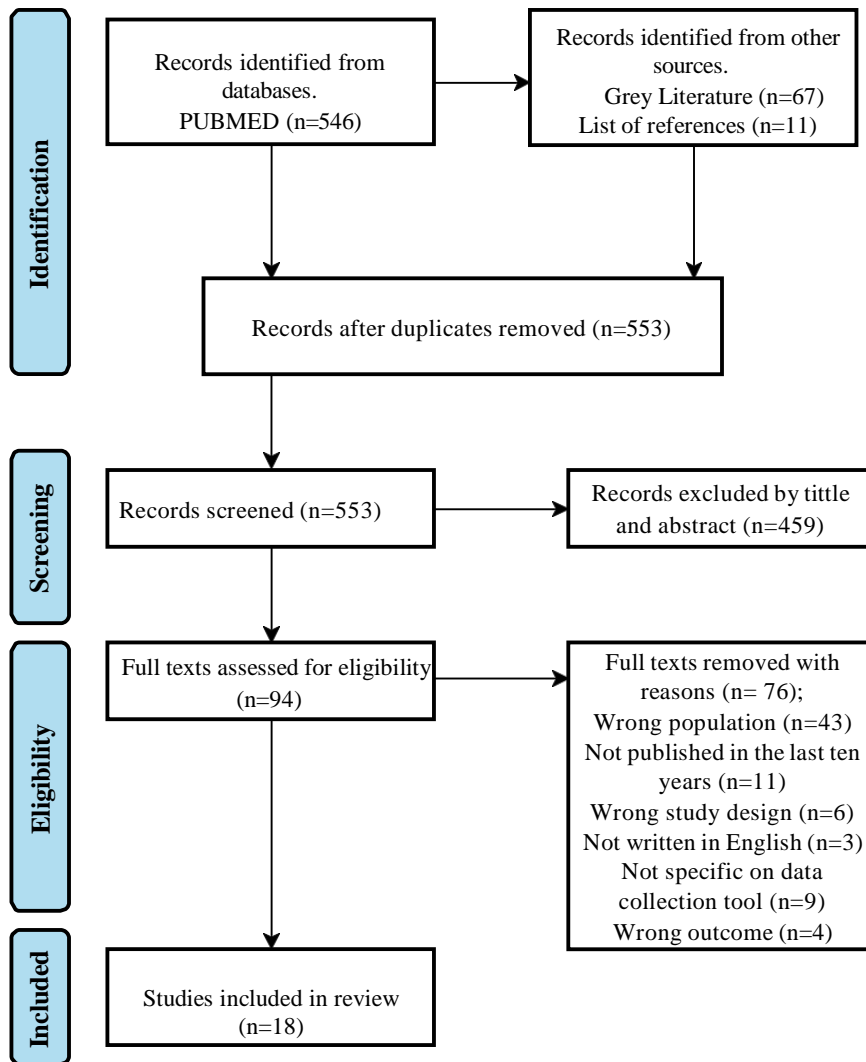 Identification
Records identified from
databases.
PUBMED (n=546)
Records identified from other
sources.
Grey Literature (n=67)
List of references (n=11)
Records after duplicates removed (n=553)
Screening
Records screened (n=553)
Records excluded by tittle
and abstract (n=459)
Eligibility
Full texts assessed for eligibility
(n=94)
Full texts removed with
reasons (n= 76);
Wrong population (n=43)
Not published in the last ten
years (n=11)
Wrong study design (n=6)
Not written in English (n=3)
Not specific on data
collection tool (n=9)
Wrong outcome (n=4)
Included
Studies included in review
(n=18)